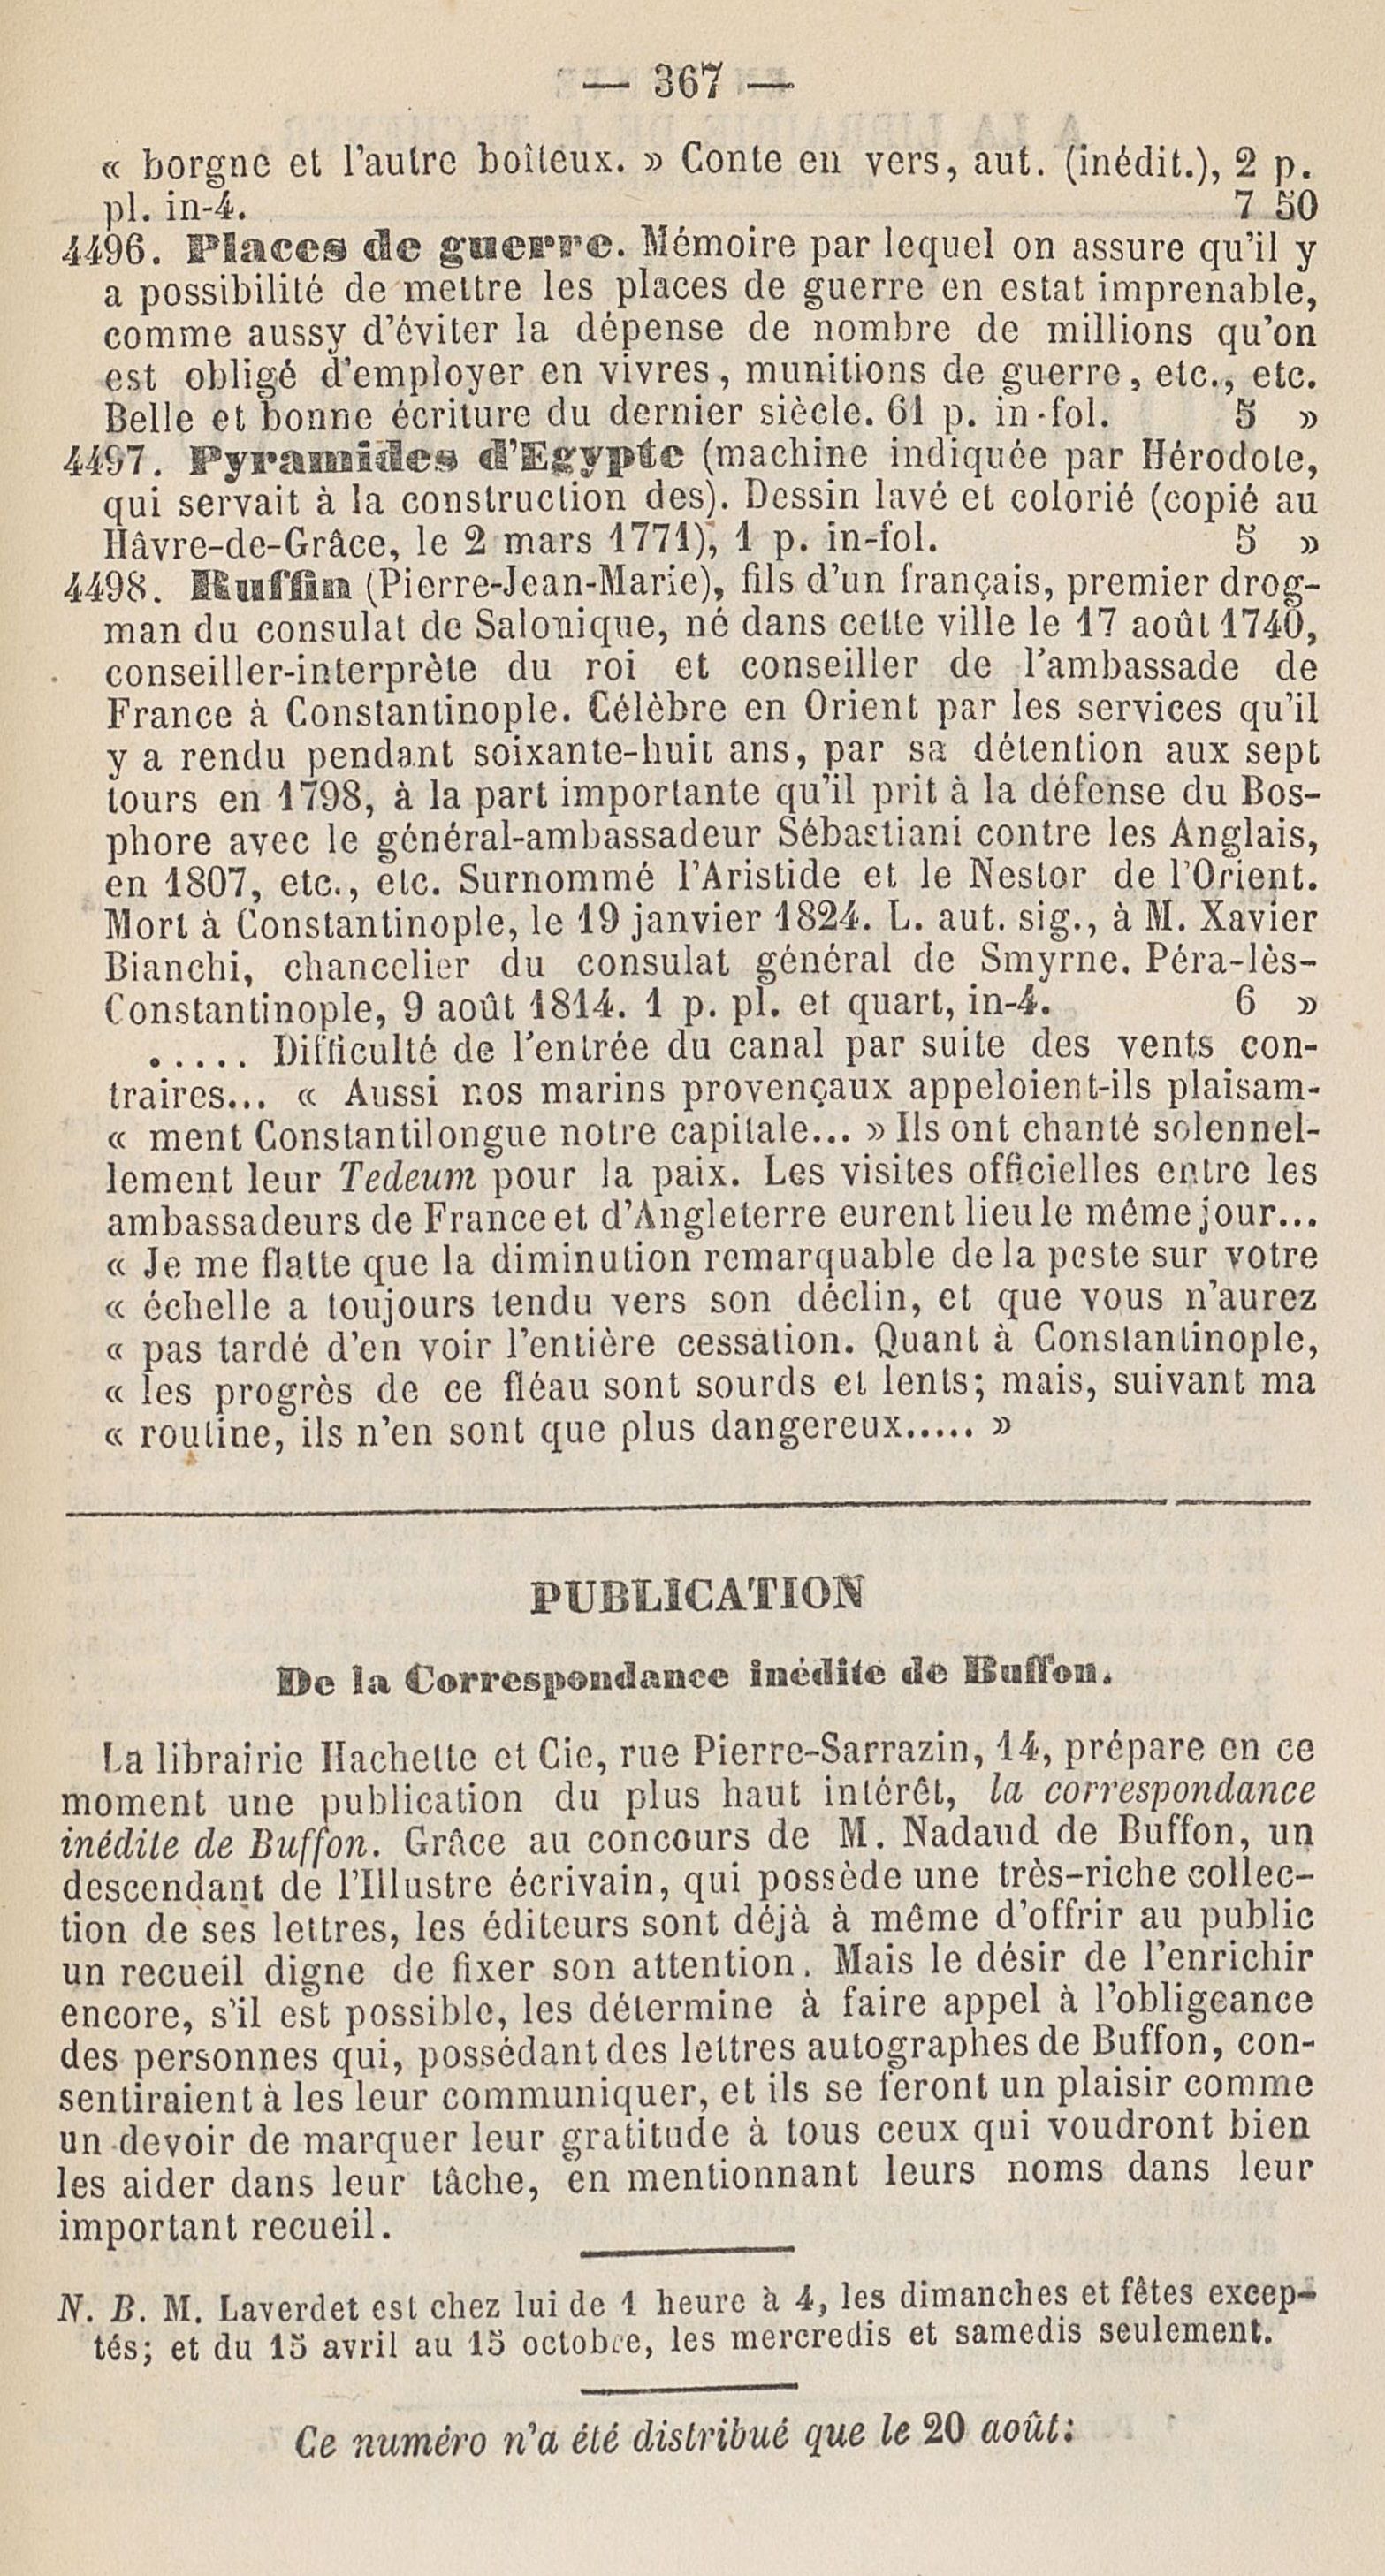 — 367 —
« borgne et l'autre boîteux. » Conte en vers, aut. (inédit.), 2 p.
pl. in-4. 7 50
4496. Places de guerre. Mémoire par lequel on assure qu'il y
a possibilité de mettre les places de guerre en estat imprenable,
comme aussy d'éviter la dépense de nombre de millions qu'on
est obligé d'employer en vivres, munitions de guerre, etc., etc.
Belle et bonne écriture du dernier siècle. 61 p. in-fol. 5 »
4497. Pyramides d'Egypte (machine indiquée par Hérodote,
qui servait à la construction des). Dessin lavé et colorié (copié au
Hâvre-de-Grâce, le 2 mars 1771), 1 p. in-fol. 5 »
4498. Ruffin (Pierre-Jean-Marie), fils d'un français, premier drog-
man du consulat de Salonique, né dans cette ville le 17 août 1740,
conseiller-interprète du roi et conseiller de l'ambassade de
France à Constantinople. Célèbre en Orient par les services qu'il
y a rendu pendant soixante-huit ans, par sa détention aux sept
tours en 1798, à la part importante qu'il prit à la défense du Bos-
phore avec le général-ambassadeur Sébastiani contre les Anglais,
en 1807, etc., etc. Surnommé l'Aristide et le Nestor de l'Orient.
Mort à Constantinople, le 19 janvier 1824. L. aut. sig., à M. Xavier
Bianchi, chancelier du consulat général de Smyrne. Péra-lès-
Constantinople, 9 août 1814. 1 p. pl. et quart, in-4. 6 »
..... Difficulté de l'entrée du canal par suite des vents con-
traires... « Aussi nos marins provençaux appeloient-ils plaisam-
« ment Constantilongue notre capitale... » Ils ont chanté solennel-
lement leur Tedeum pour la paix. Les visites officielles entre les
ambassadeurs de France et d'Angleterre eurent lieu le même jour...
« Je me flatte que la diminution remarquable de la peste sur votre
« échelle a toujours tendu vers son déclin, et que vous n'aurez
« pas tardé d'en voir l'entière cessation. Quant à Constantinople,
« les progrès de ce fléau sont sourds et lents; mais, suivant ma
« routine, ils n'en sont que plus dangereux..... »
PUBLICATION
De la Correspondance inédite de Buffon.
La librairie Hachette et Cie, rue Pierre-Sarrazin, 14, prépare en ce
moment une publication du plus haut intérêt, la correspondance
inédite de Buffon. Grâce au concours de M. Nadaud de Buffon, un
descendant de l'Illustre écrivain, qui possède une très-riche collec-
tion de ses lettres, les éditeurs sont déjà à même d'offrir au public
un recueil digne de fixer son attention. Mais le désir de l'enrichir
encore, s'il est possible, les détermine à faire appel à l'obligeance
des personnes qui, possédant des lettres autographes de Buffon, con-
sentiraient à les leur communiquer, et ils se feront un plaisir comme
un devoir de marquer leur gratitude à tous ceux qui voudront bien
les aider dans leur tâche, en mentionnant leurs noms dans leur
important recueil.
N. B. M. Laverdet est chez lui de 1 heure à 4, les dimanches et fêtes excep-
tés; et du 15 avril au 15 octobre, les mercredis et samedis seulement.
Ce numéro n'a été distribué que le 20 août: